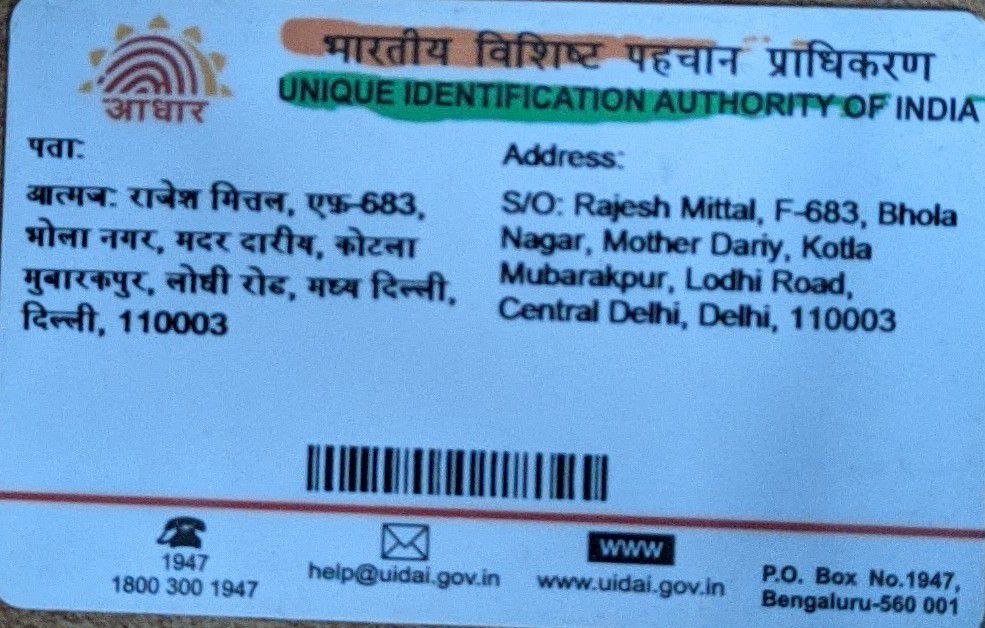 भारतीय विशिष्ट पहचान प्राधिकरण
UNIQUE IDENTIFICATION AUTHORITY OF INDIA
आधार
पताः
आत्मजः राजेश मित्तल, एफ़-683,
भोला नगर, मदर दारीय, कोटला
मुबारकपुर, लोधी रोड, मध्य दिल्ली,
दिल्ली, 110003
Address:
S/O: Rajesh Mittal, F-683, Bhola
Nagar, Mother Dariy, Kotla
Mubarakpur, Lodhi Road,
Central Delhi, Delhi, 110003
1947
1800 300 1947
help@uidai.gov.in
www
www.uidai.gov.in
P.O. Box No.1947,
Bengaluru-560 001